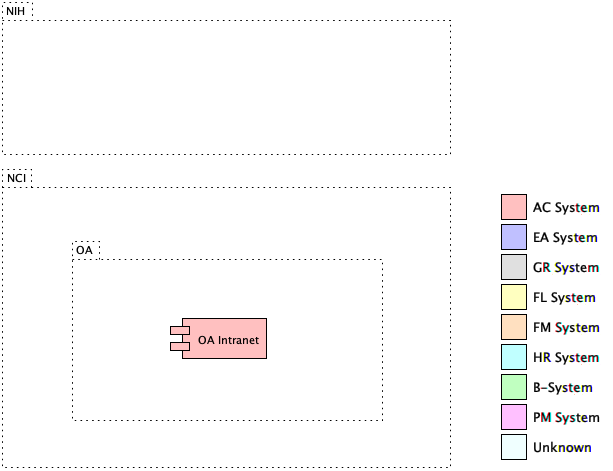 NIH
NCI
OA
OA Intranet
AC System
EA System
GR System
FL System
FM System
HR System
B-System
PM System
Unknown